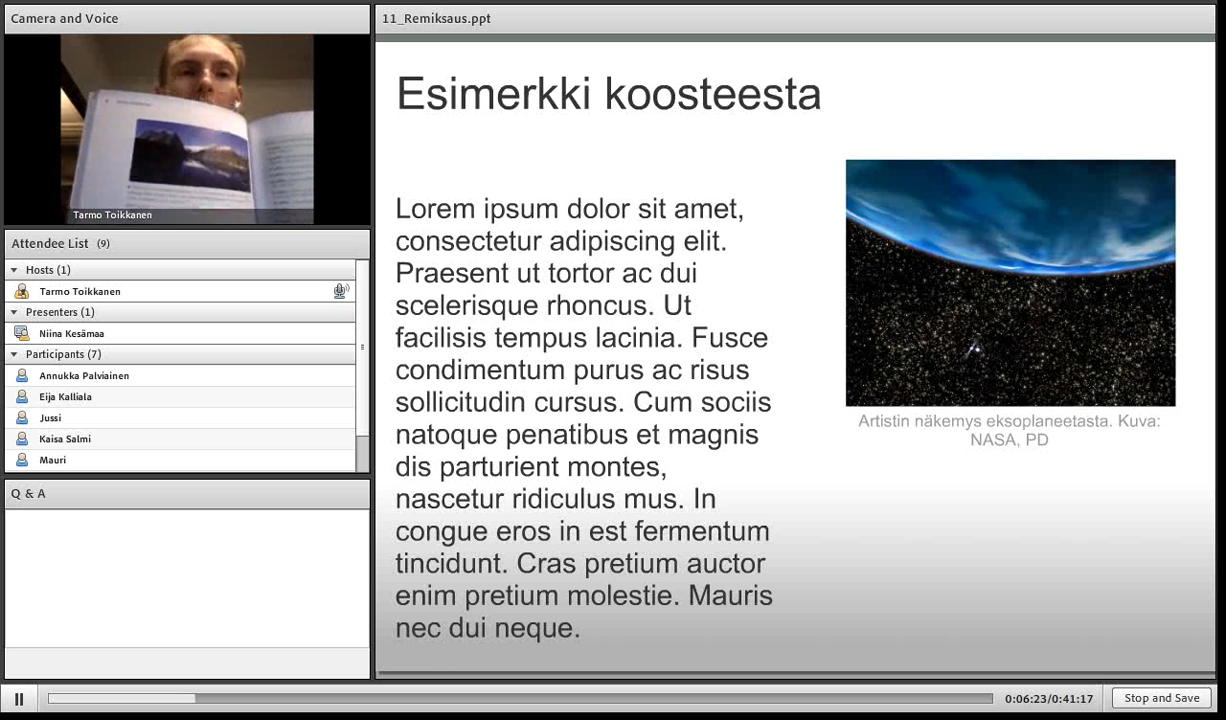 Camera and Voice
Tarmo Toikkanen
Attendee List (9)
Hosts (1)
Tarmo Toikkanen
Presenters (1)
Niina Kesämaa
Participants (7)
Annukka Palviainen
Eija Kalliala
Jussi
Kaisa Salmi
Mauri
Q & A
11_Remiksaus.ppt
Esimerkki koosteesta
Lorem ipsum dolor sit amet,
consectetur adipiscing elit.
Praesent ut tortor ac dui
scelerisque rhoncus. Ut
facilisis tempus lacinia. Fusce
condimentum purus ac risus
sollicitudin cursus. Cum sociis
natoque penatibus et magnis
dis parturient montes,
nascetur ridiculus mus. In
congue eros in est fermentum
tincidunt. Cras pretium auctor
enim pretium molestie. Mauris
nec dui neque.
Artistin näkemys eksoplaneetasta. Kuva:
NASA, PD
0:06:23/0:41:17
Stop and Save